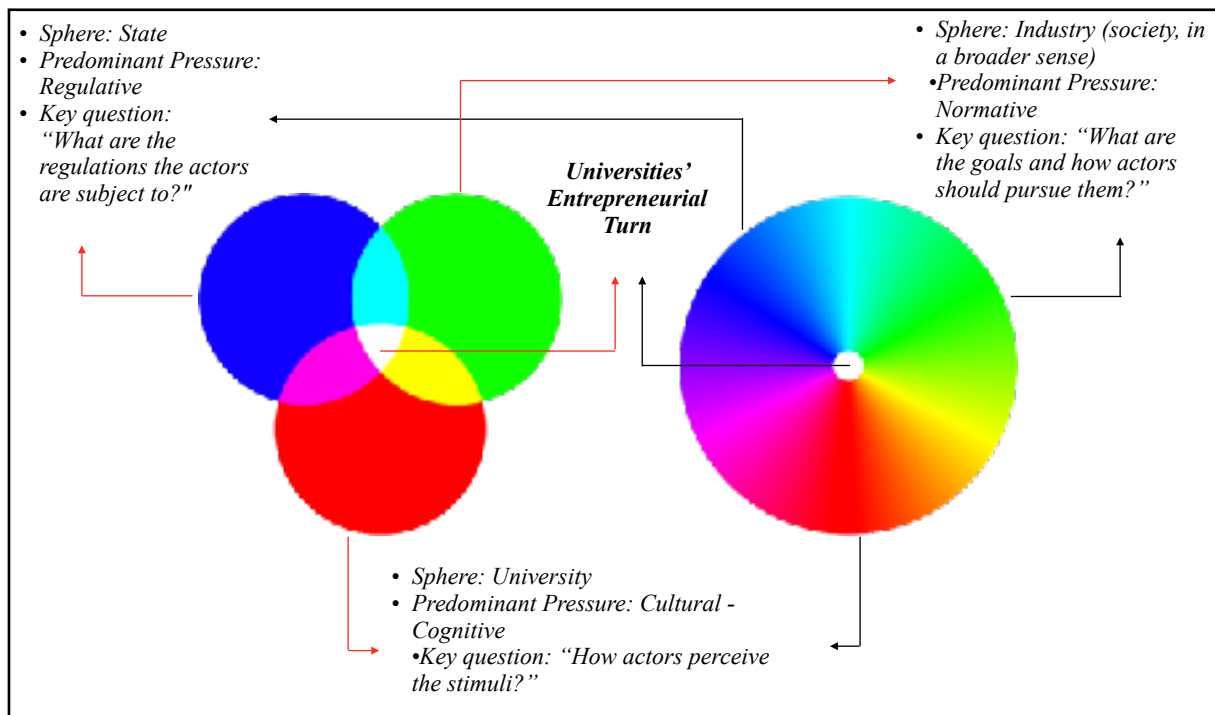 • Sphere: State
• Predominant Pressure:
Regulative
• Key question:
“What are the
regulations the actors
are subject to?"
• Sphere: Industry (society, in
a broader sense)
•Predominant Pressure:
Normative
• Key question: “What are
the goals and how actors
should pursue them?”
Universities’
Entrepreneurial
Turn
• Sphere: University
• Predominant Pressure: Cultural -
Cognitive
•Key question: “How actors perceive
the stimuli?”